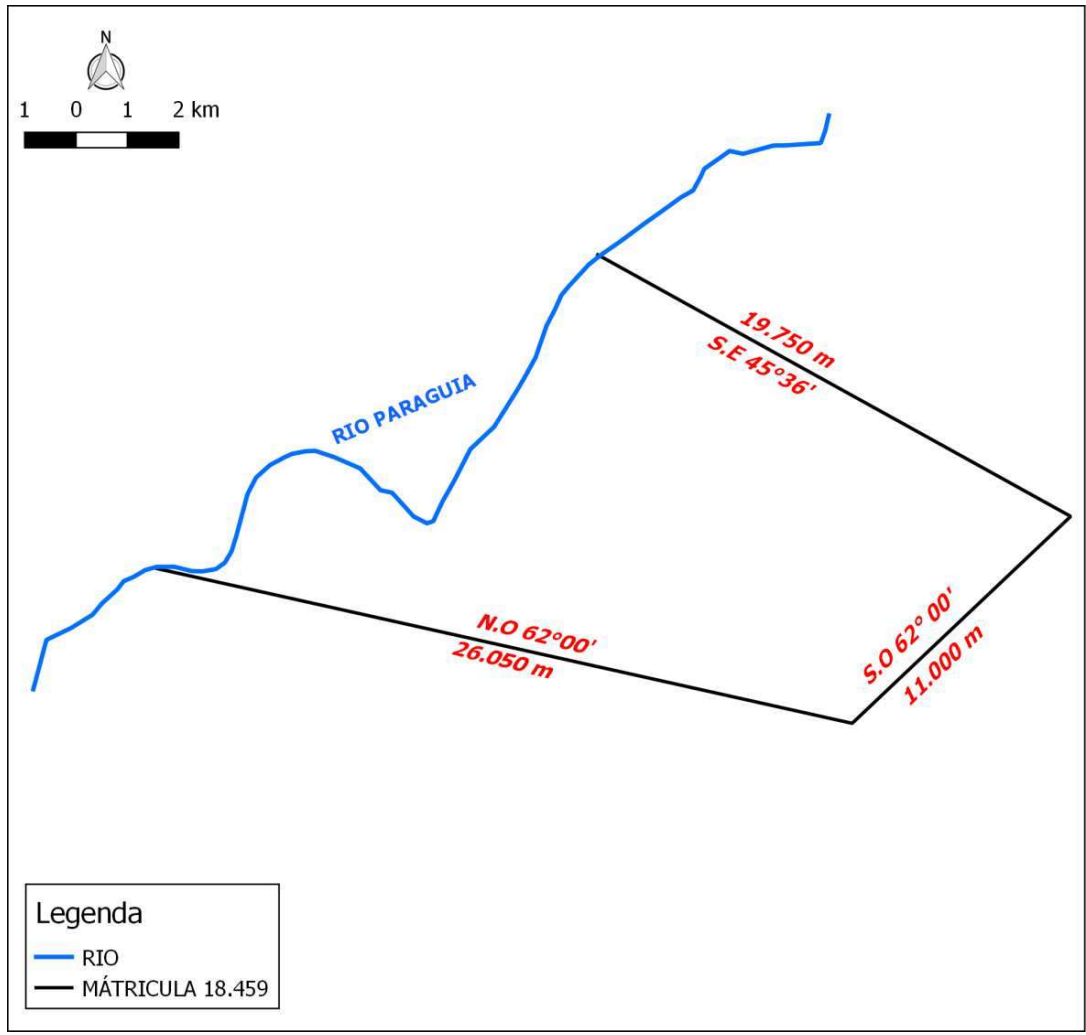 N
1 0 1 2 km
19.750 m
S.E 45°36'
RIO PARAGUIA
N.O 62°00'
26.050 m
S.O 62° 00'
11.000 m
Legenda
RIO
MÁTRICULA 18.459